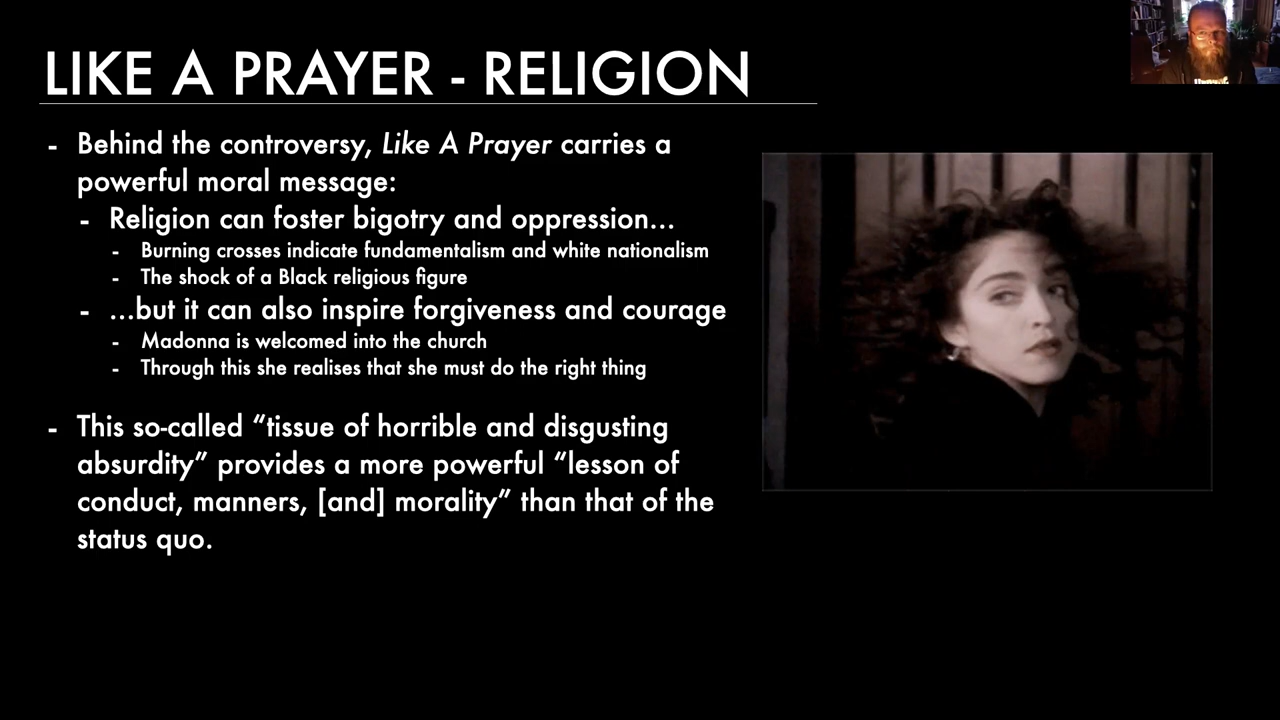 LIKE A PRAYER - RELIGION
- Behind the controversy, Like A Prayer carries a
powerful moral message:
- Religion can foster bigotry and oppression...
- Burning crosses indicate fundamentalism and white nationalism
- The shock of a Black religious figure
- ...but it can also inspire forgiveness and courage
- Madonna is welcomed into the church
- Through this she realises that she must do the right thing
- This so-called “tissue of horrible and disgusting
absurdity” provides a more powerful “lesson of
conduct, manners, [and] morality” than that of the
status quo.